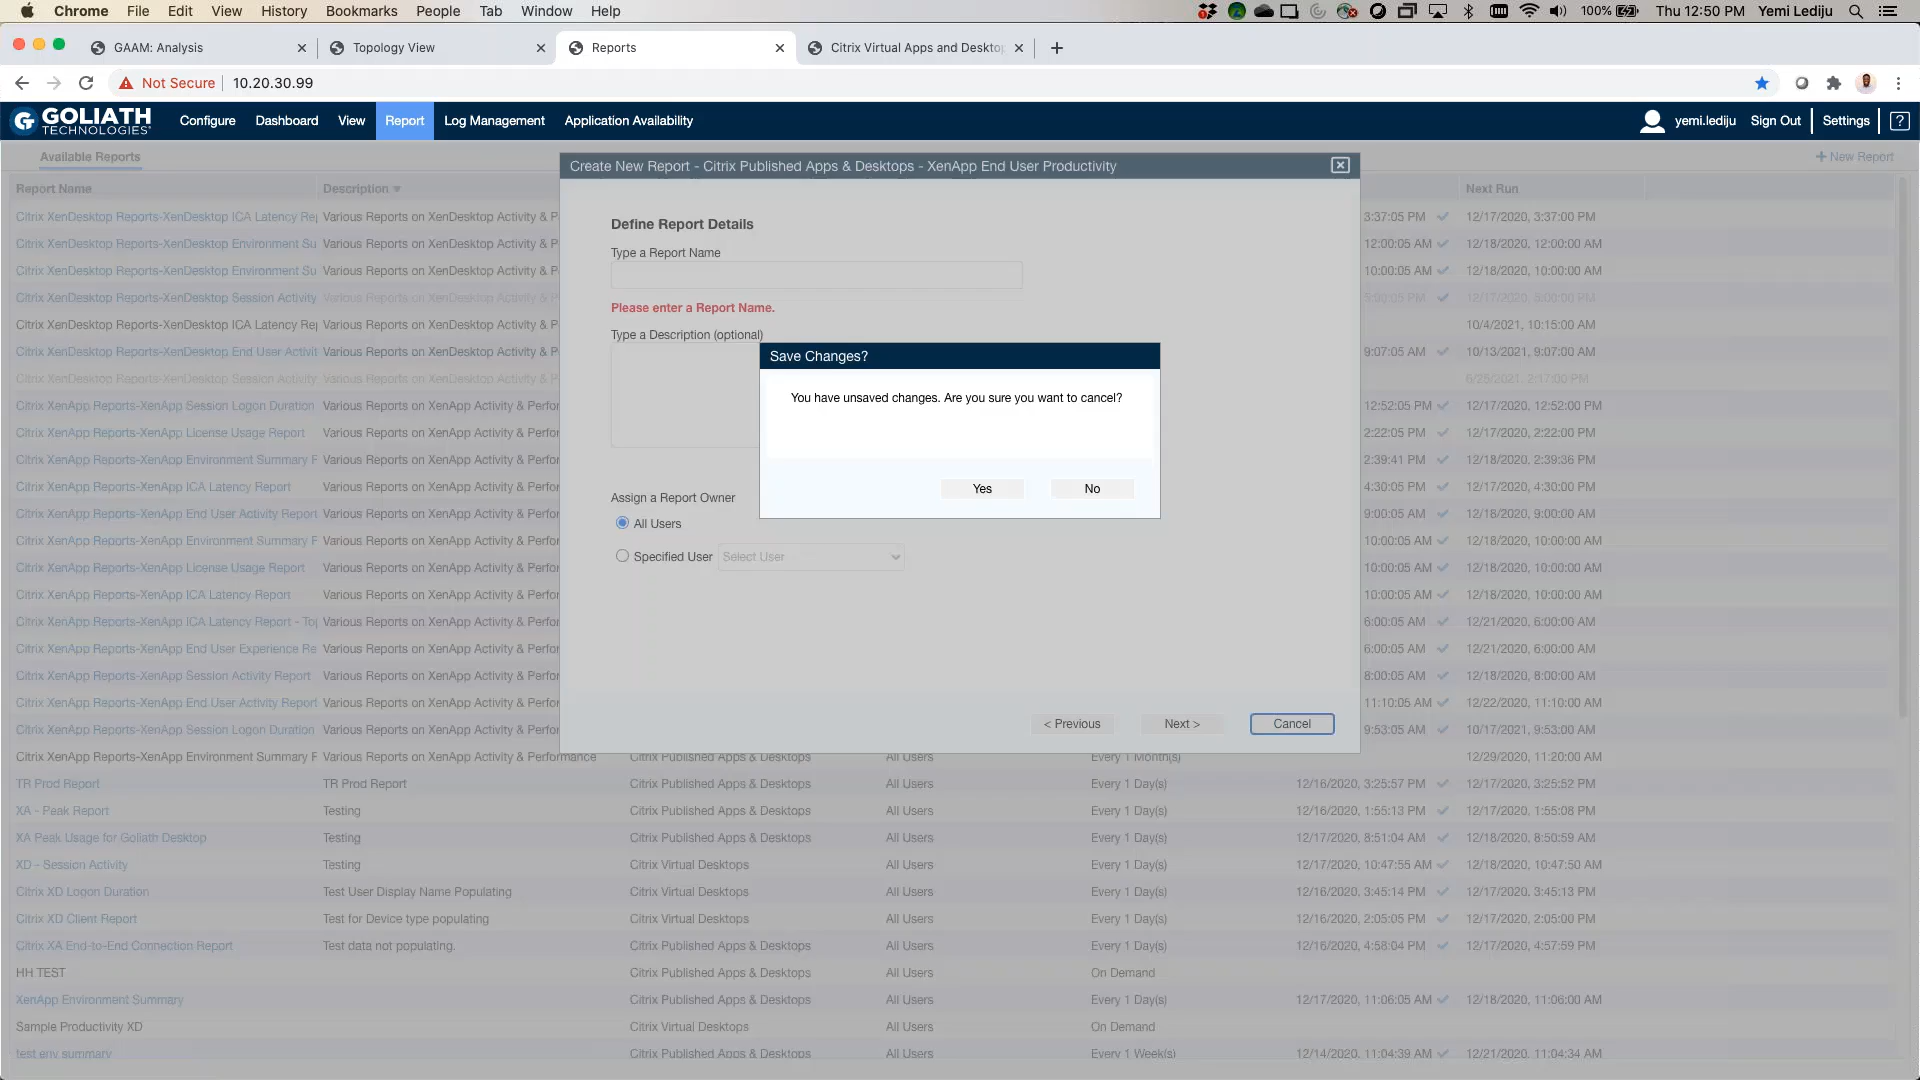 Chrome File Edit View History Bookmarks People Tab Window Help 100% Thu 12:50 PM Yemi Lediju
GAAM: Analysis Topology View Reports Citrix Virtual Apps and Deskto
Not Secure 10.20.30.99
GOLIATH TECHNOLOGIES Configure Dashboard View Report Log Management Application Availability yemi.lediju Sign Out Settings ?
Available Reports + New Report
Create New Report - Citrix Published Apps & Desktops - XenApp End User Productivity
Report Name Description Next Run
Citrix XenDesktop Reports-XenDesktop ICA Latency Rep Various Reports on XenDesktop Activity & P 3:37:05 PM 12/17/2020, 3:37:00 PM
Citrix XenDesktop Reports-XenDesktop Environment Su Various Reports on XenDesktop Activity & P 12:00:05 AM 12/18/2020, 12:00:00 AM
Citrix XenDesktop Reports-XenDesktop Environment Su Various Reports on XenDesktop Activity & P 10:00:05 AM 12/18/2020, 10:00:00 AM
Citrix XenDesktop Reports-XenDesktop Session Activity Various Reports on XenDesktop Activity & P
Citrix XenDesktop Reports-XenDesktop ICA Latency Rep Various Reports on XenDesktop Activity & P 10/4/2021, 10:15:00 AM
Citrix XenDesktop Reports-XenDesktop End User Activit Various Reports on XenDesktop Activity & P 9:07:05 AM 10/13/2021, 9:07:00 AM
Citrix XenDesktop Reports-XenDesktop Session Activity Various Reports on XenDesktop Activity & P
Citrix XenApp Reports-XenApp Session Logon Duration Various Reports on XenApp Activity & Perfor 12:52:05 PM 12/17/2020, 12:52:00 PM
Citrix XenApp Reports-XenApp License Usage Report Various Reports on XenApp Activity & Perfor 2:22:05 PM 12/17/2020, 2:22:00 PM
Citrix XenApp Reports-XenApp Environment Summary F Various Reports on XenApp Activity & Perfor 2:39:41 PM 12/18/2020, 2:39:36 PM
Citrix XenApp Reports-XenApp ICA Latency Report Various Reports on XenApp Activity & Perfor 4:30:05 PM 12/17/2020, 4:30:00 PM
Citrix XenApp Reports-XenApp End User Activity Report Various Reports on XenApp Activity & Perfor 9:00:05 AM 12/18/2020, 9:00:00 AM
Citrix XenApp Reports-XenApp Environment Summary F Various Reports on XenApp Activity & Perfor 10:00:05 AM 12/18/2020, 10:00:00 AM
Citrix XenApp Reports-XenApp License Usage Report Various Reports on XenApp Activity & Perfor 10:00:05 AM 12/18/2020, 10:00:00 AM
Citrix XenApp Reports-XenApp ICA Latency Report Various Reports on XenApp Activity & Perfor 10:00:05 AM 12/18/2020, 10:00:00 AM
Citrix XenApp Reports-XenApp ICA Latency Report - Top Various Reports on XenApp Activity & Perfor 6:00:05 AM 12/21/2020, 6:00:00 AM
Citrix XenApp Reports-XenApp End User Experience Re Various Reports on XenApp Activity & Perfor 6:00:05 AM 12/21/2020, 6:00:00 AM
Citrix XenApp Reports-XenApp Session Activity Report Various Reports on XenApp Activity & Perfor 8:00:05 AM 12/18/2020, 8:00:00 AM
Citrix XenApp Reports-XenApp End User Activity Report Various Reports on XenApp Activity & Perfor 11:10:05 AM 12/22/2020, 11:10:00 AM
Citrix XenApp Reports-XenApp Session Logon Duration Various Reports on XenApp Activity & Perfor 9:53:05 AM 10/17/2021, 9:53:00 AM
Citrix XenApp Reports-XenApp Environment Summary F Various Reports on XenApp Activity & Performance Citrix Published Apps & Desktops All Users Every 1 Month(s) 12/29/2020, 11:20:00 AM
TR Prod Report TR Prod Report Citrix Published Apps & Desktops All Users Every 1 Day(s) 12/16/2020, 3:25:57 PM 12/17/2020, 3:25:52 PM
XA - Peak Report Testing Citrix Published Apps & Desktops All Users Every 1 Day(s) 12/16/2020, 1:55:13 PM 12/17/2020, 1:55:08 PM
XA Peak Usage for Goliath Desktop Testing Citrix Published Apps & Desktops All Users Every 1 Day(s) 12/17/2020, 8:51:04 AM 12/18/2020, 8:50:59 AM
XD - Session Activity Testing Citrix Virtual Desktops All Users Every 1 Day(s) 12/17/2020, 10:47:55 AM 12/18/2020, 10:47:50 AM
Citrix XD Logon Duration Test User Display Name Populating Citrix Virtual Desktops All Users Every 1 Day(s) 12/16/2020, 3:45:14 PM 12/17/2020, 3:45:13 PM
Citrix XD Client Report Test for Device type populating Citrix Virtual Desktops All Users Every 1 Day(s) 12/16/2020, 2:05:05 PM 12/17/2020, 2:05:00 PM
Citrix XA End-to-End Connection Report Test data not populating. Citrix Published Apps & Desktops All Users Every 1 Day(s) 12/16/2020, 4:58:04 PM 12/17/2020, 4:57:59 PM
HH TEST Citrix Published Apps & Desktops All Users On Demand
XenApp Environment Summary Citrix Published Apps & Desktops All Users Every 1 Day(s) 12/17/2020, 11:06:05 AM 12/18/2020, 11:06:00 AM
Sample Productivity XD Citrix Virtual Desktops All Users On Demand
test env summary Citrix Published Apps & Desktops All Users Every 1 Week(s) 12/14/2020, 11:04:39 AM 12/21/2020, 11:04:34 AM
Define Report Details
Type a Report Name
Please enter a Report Name.
Type a Description (optional)
Save Changes?
You have unsaved changes. Are you sure you want to cancel?
Yes No
Assign a Report Owner
All Users
Specified User Select User
< Previous Next > Cancel